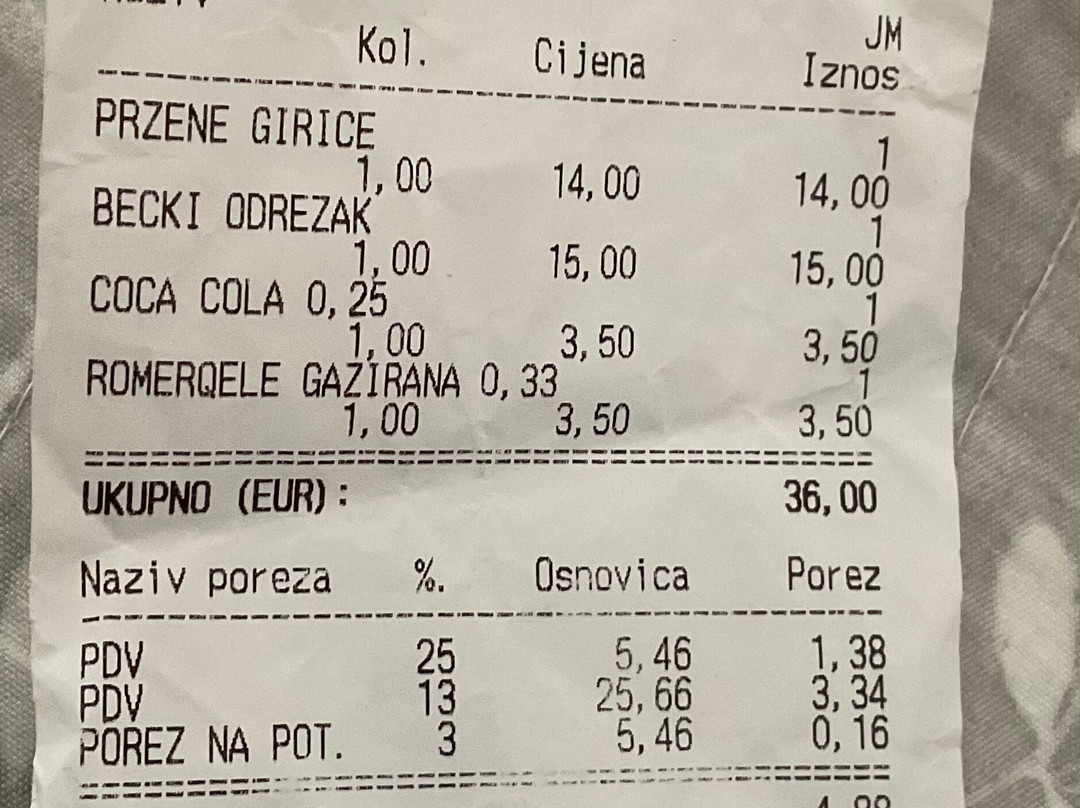 JM
Kol. Cijena Iznos
PRZENE GIRICE
1
1,00 14,00 14,00
BECKI ODREZAK
1
1,00 15,00 15,00
COCA COLA 0,25
1
1,00 3,50 3,50
ROMERQELE GAZIRANA 0,33
1
1,00 3,50 3,50
UKUPNO (EUR): 36,00
Naziv poreza %. Osnovica Porez
PDV 25 5,46 1,38
PDV 13 25,66 3,34
POREZ NA POT. 3 5,46 0,16